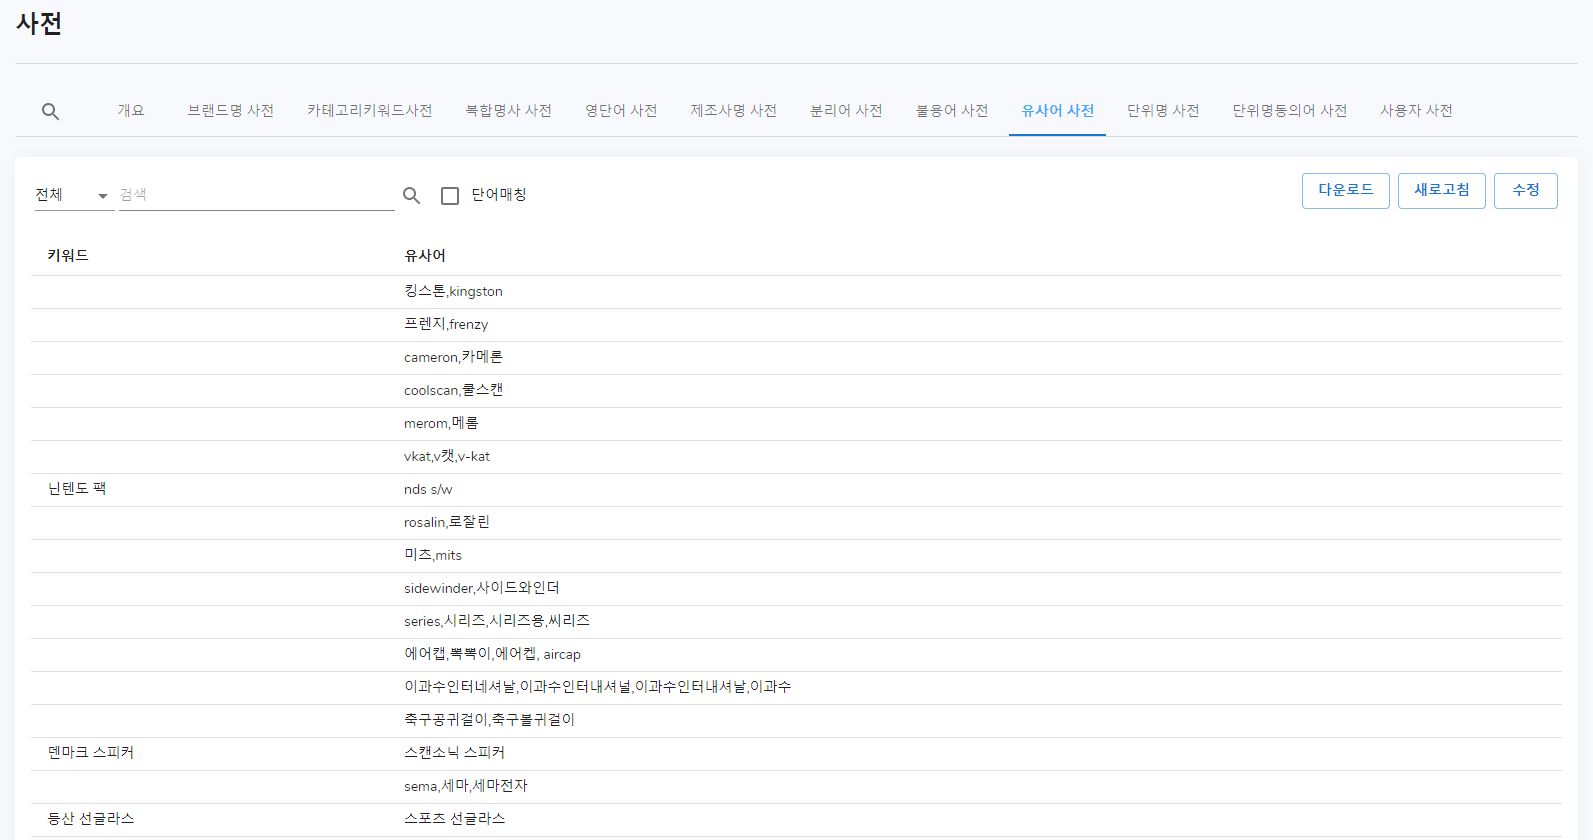 사전
개요 브랜드명 사전 카테고리키워드사전 복합명사 사전 영단어 사전 제조사명 사전 분리어 사전 불용어 사전 유사어 사전 단위명 사전 단위명동의어 사전 사용자 사전
전체 검색 단어매칭 다운로드 새로고침 수정
키워드 유사어
킹스톤,kingston
프렌지,frenzy
cameron,카메론
coolscan,쿨스캔
merom,메롬
vkat,v캣,v-kat
닌텐도 팩 nds s/w
rosalin,로잘린
미츠,mits
sidewinder,사이드와인더
series,시리즈,시리즈용,씨리즈
에어캡,뽁뽁이,에어켑, aircap
이과수인터네셔날,이과수인터내셔널,이과수인터내셔날,이과수
축구공귀걸이,축구볼귀걸이
덴마크 스피커 스캔소닉 스피커
sema,세마,세마전자
등산 선글라스 스포츠 선글라스